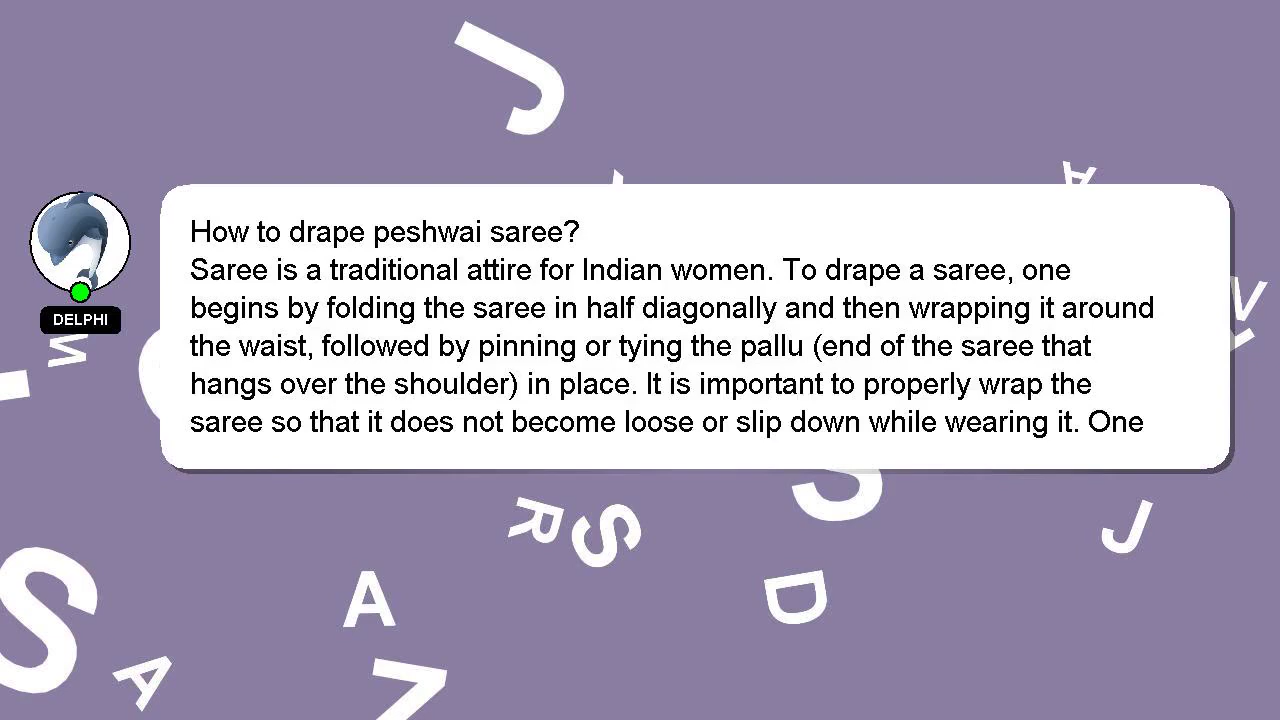 How to drape peshwai saree?
Saree is a traditional attire for Indian women. To drape a saree, one
begins by folding the saree in half diagonally and then wrapping it around
the waist, followed by pinning or tying the pallu (end of the saree that
hangs over the shoulder) in place. It is important to properly wrap the
saree so that it does not become loose or slip down while wearing it. One
DELPHI
J
A
W
S
R
S
J
A
D
S
A
Z